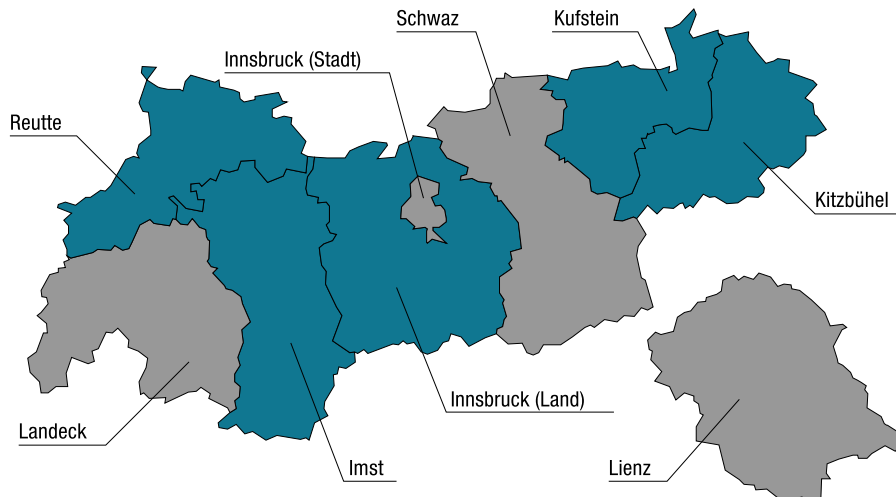 Schwaz
Kufstein
Innsbruck (Stadt)
Reutte
Kitzbühel
Innsbruck (Land)
Landeck
Imst
Lienz